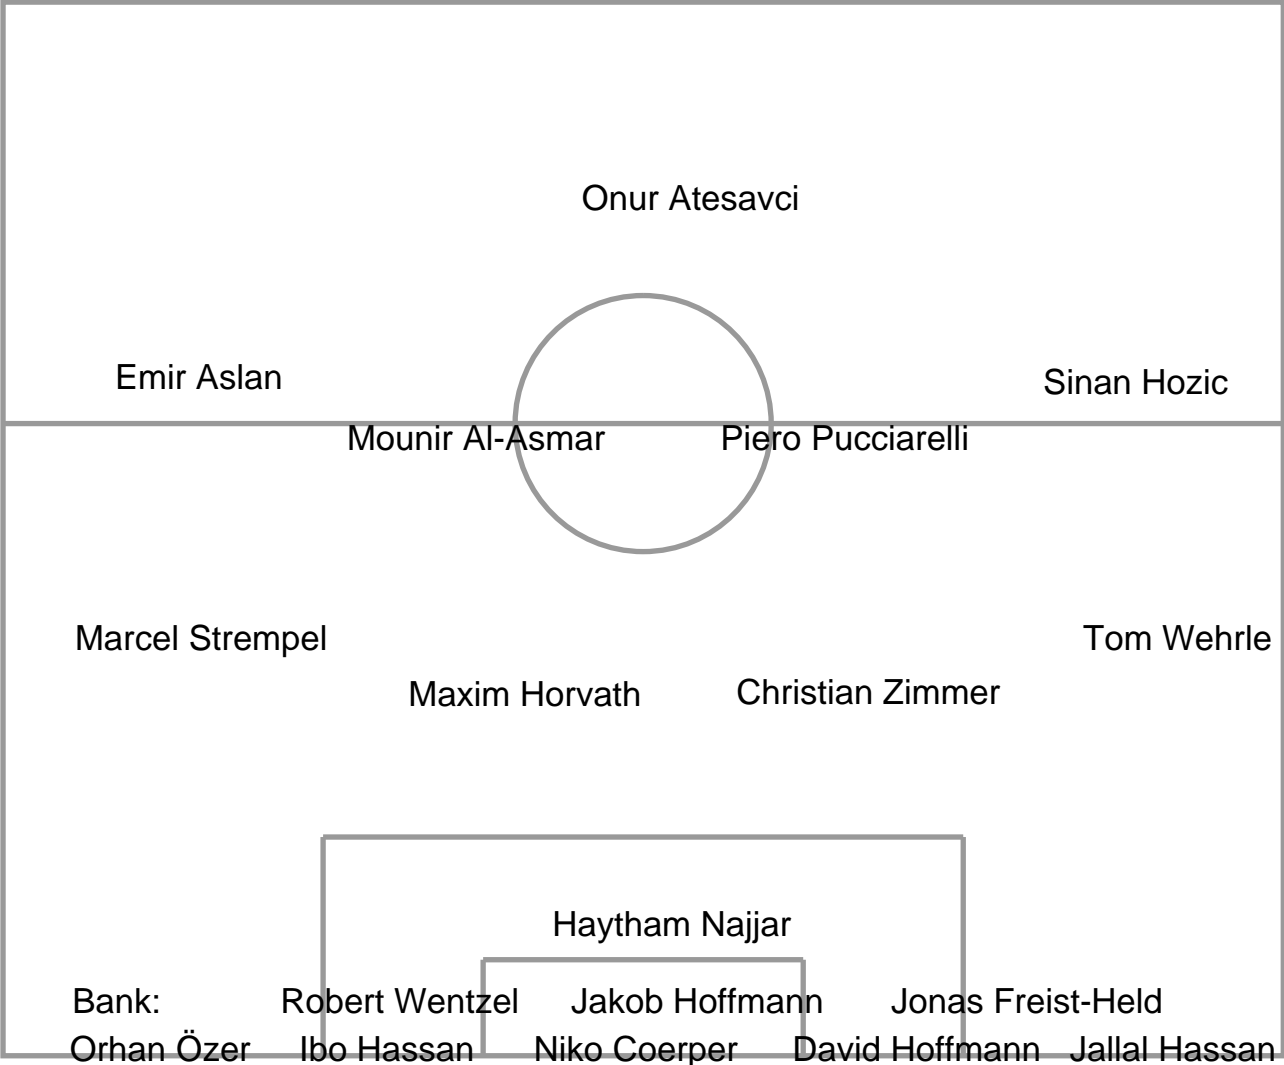 Onur Atesavci
Emir Aslan
Sinan Hozic
Mounir Al-Asmar
Piero Pucciarelli
Marcel Strempel
Tom Wehrle
Maxim Horvath
Christian Zimmer
Haytham Najjar
Bank: Robert Wentzel Jakob Hoffmann Jonas Freist-Held
Orhan Özer Ibo Hassan Niko Coerper David Hoffmann Jallal Hassan